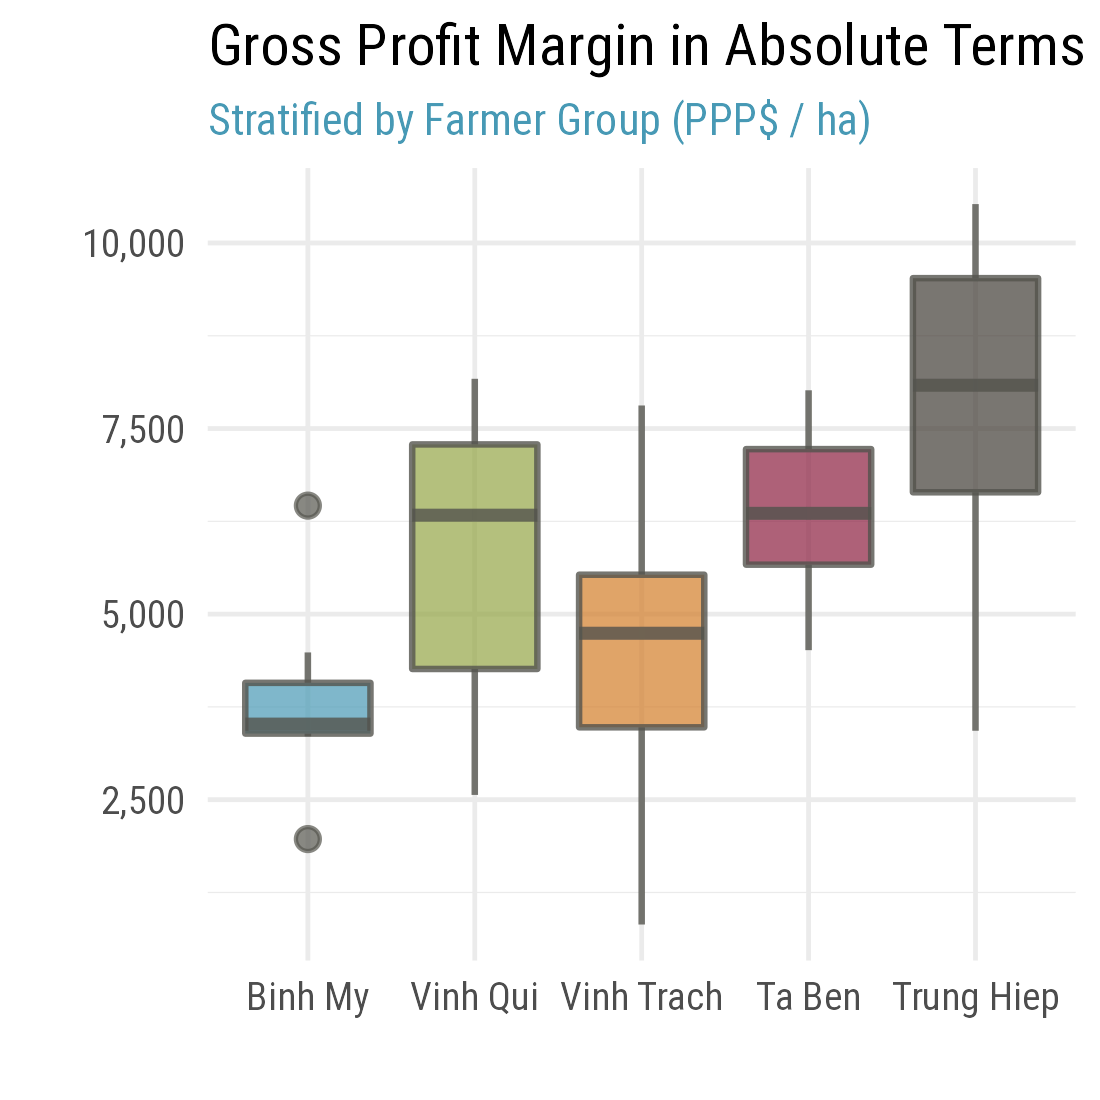 Gross Profit Margin in Absolute Terms
Stratified by Farmer Group (PPP$ / ha)
10,000
7,500
5,000
2,500
Binh My Vinh Qui Vinh Trach Ta Ben Trung Hiep